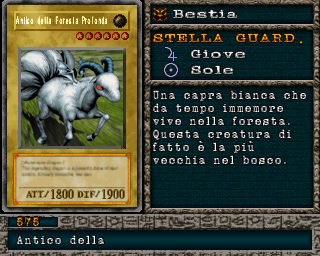 Antico della Foresta Profonda
ATT/1800 DIF/1900
Bestia
STELLA GUARD.
Giove
Sole
Una capra bianca che
da tempo immemore
vive nella foresta.
Questa creatura di
fatto è la più
vecchia nel bosco.
575
Antico della